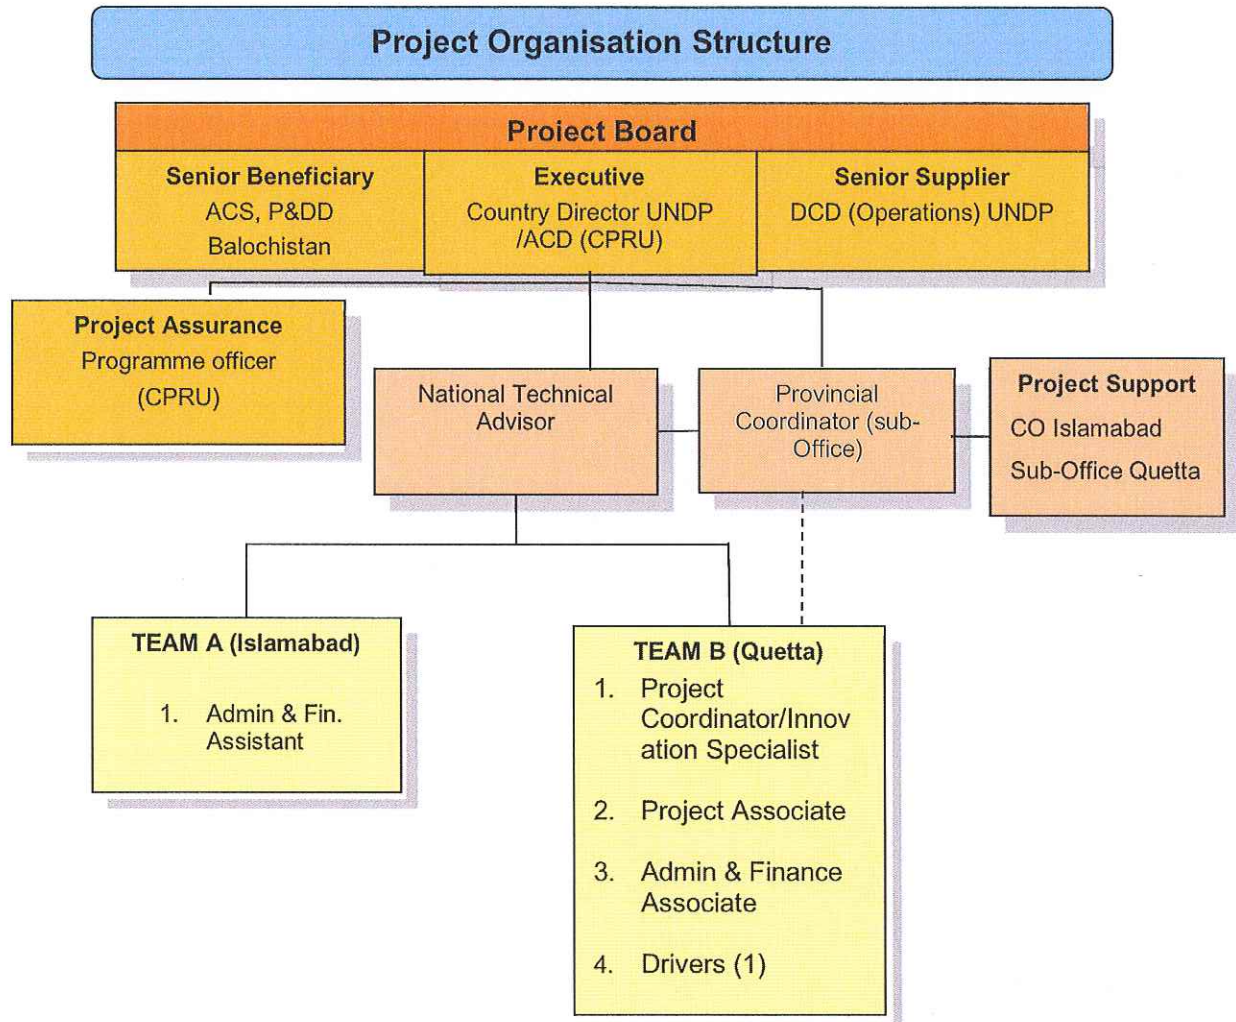 Project Organisation Structure
Project Board
Senior Beneficiary
ACS, P&DD
Balochistan
Executive
Country Director UNDP
/ACD (CPRU)
Senior Supplier
DCD (Operations) UNDP
Project Assurance
Programme officer
(CPRU)
National Technical
Advisor
Provincial
Coordinator (sub-
Office)
Project Support
CO Islamabad
Sub-Office Quetta
TEAM A (Islamabad)
1. Admin & Fin.
Assistant
TEAM B (Quetta)
1. Project
Coordinator/Innov
ation Specialist
2. Project Associate
3. Admin & Finance
Associate
4. Drivers (1)